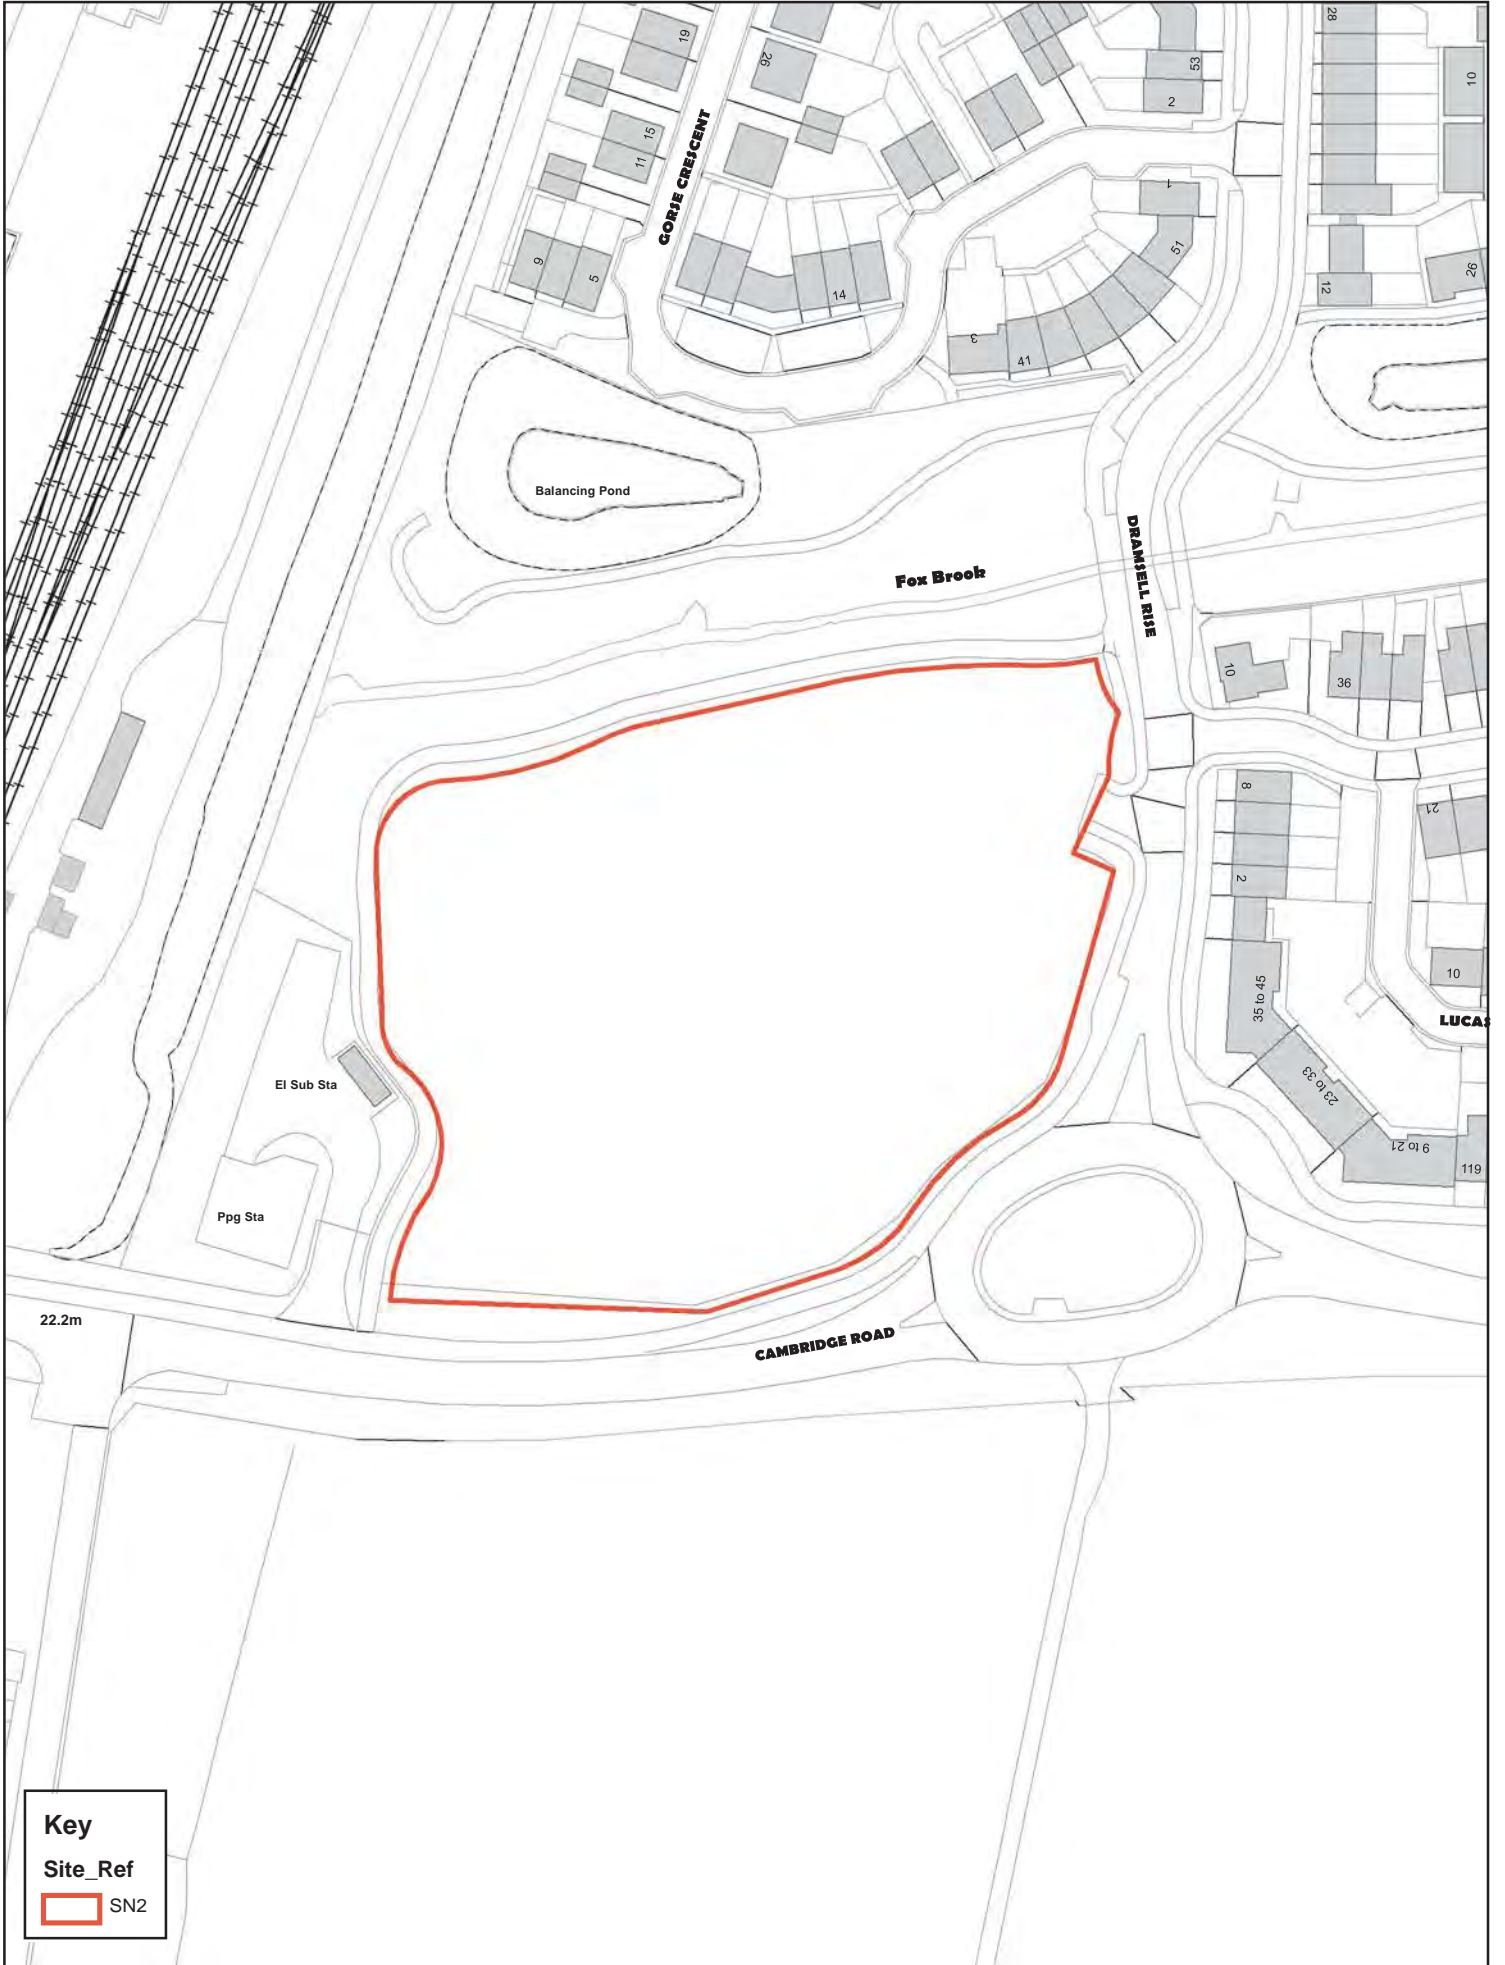 19
26
53
2
28
10
15
11
GORSE CRESCENT
1
51
9
5
14
12
26
3
41
Balancing Pond
Fox Brook
DRAMSELL RISE
10
36
8
21
2
10
35 to 45
LUCAS
El Sub Sta
23 to 33
9 to 21
119
Ppg Sta
22.2m
CAMBRIDGE ROAD
Key
Site_Ref
SN2